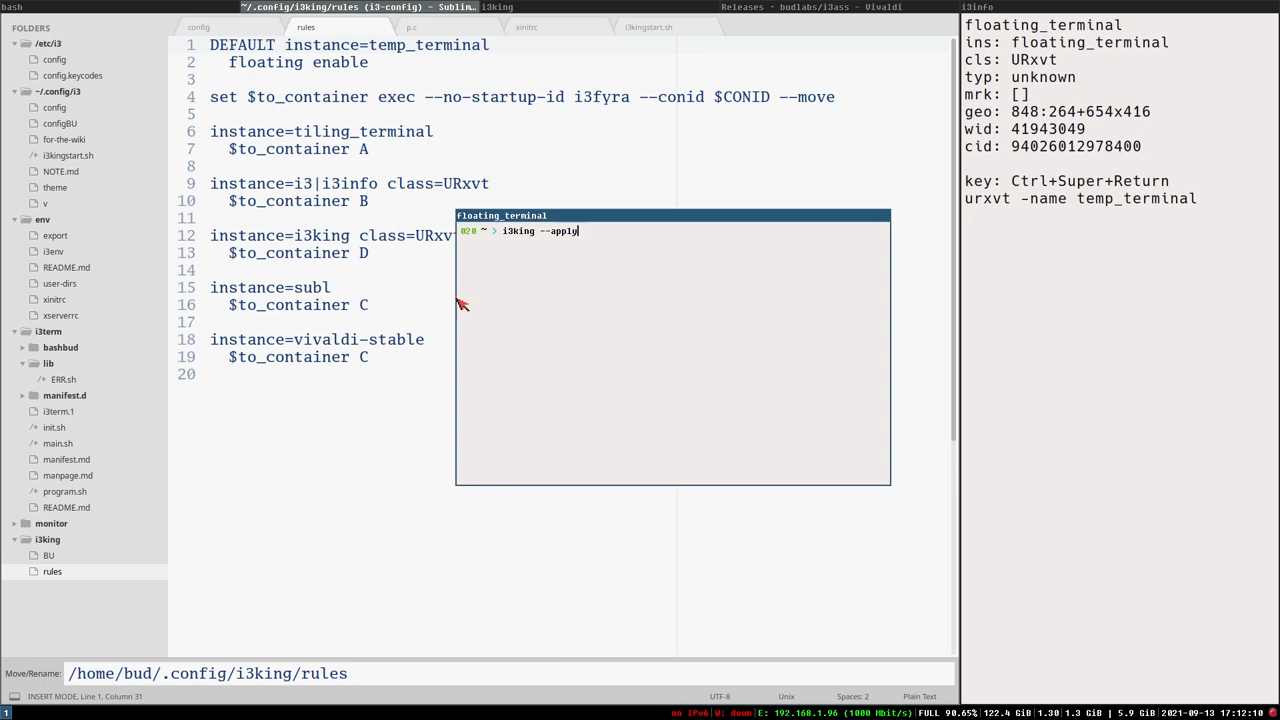 bash
~/.config/i3king/rules (i3-config) - Sublim…
i3king
Releases · budlabs/i3ass - Vivaldi
i3info
FOLDERS
/etc/i3
config
config.keycodes
~/.config/i3
config
configBU
for-the-wiki
/* i3kingstart.sh
NOTE.md
theme
v
env
export
i3env
README.md
user-dirs
xinitrc
xserverrc
i3term
bashbud
lib
/* ERR.sh
manifest.d
i3term.1
/* init.sh
/* main.sh
manifest.md
manpage.md
/* program.sh
README.md
monitor
i3king
BU
rules
config
rules
p.c
xinitrc
i3kingstart.sh
1 DEFAULT instance=temp_terminal
2 floating enable
3
4 set $to_container exec --no-startup-id i3fyra --conid $CONID --move
5
6 instance=tiling_terminal
7 $to_container A
8
9 instance=i3|i3info class=URxvt
10 $to_container B
11
12 instance=i3king class=URxv
13 $to_container D
14
15 instance=subl
16 $to_container C
17
18 instance=vivaldi-stable
19 $to_container C
20
floating_terminal
020 ~ > i3king --apply
floating_terminal
ins: floating_terminal
cls: URxvt
typ: unknown
mrk: []
geo: 848:264+654x416
wid: 41943049
cid: 94026012978400
key: Ctrl+Super+Return
urxvt -name temp_terminal
Move/Rename: /home/bud/.config/i3king/rules
INSERT MODE, Line 1, Column 31
UTF-8
Unix
Spaces: 2
Plain Text
1
no IPv6|W: down|E: 192.168.1.96 (1000 Mbit/s)|FULL 90.65%|122.4 GiB|1.30|1.3 GiB | 5.9 GiB|2021-09-13 17:12:10